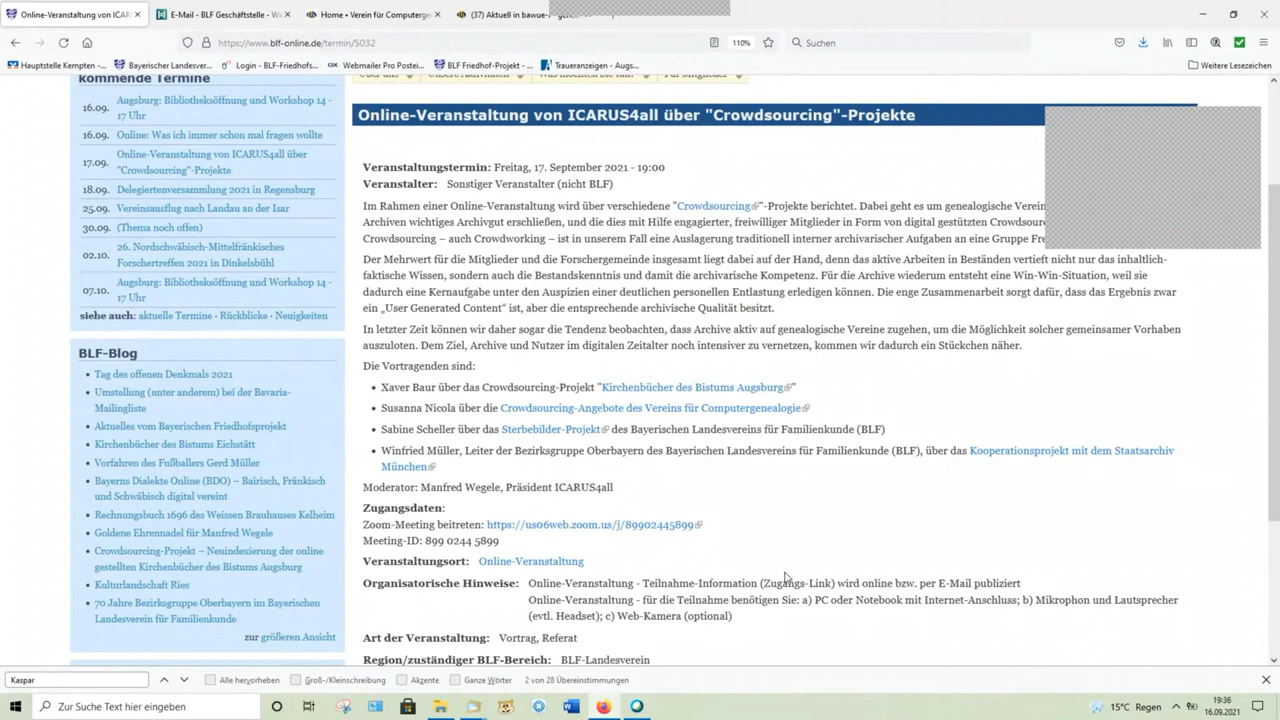 Online-Veranstaltung von ICAR
E-Mail - BLF Geschäftstelle - W
Home • Verein für Computerge
(37) Aktuell in
https://www.blf-online.de/termin/S032
110%
Suchen
Hauptstelle Kempten - ...
Bayerischer Landesver...
Login - BLF-Friedhofs...
Webmailer Pro Postei...
BLF Friedhof-Projekt - ...
Traueranzeigen - Augs...
Weitere Lesezeichen
kommende Termine
16.09. Augsburg: Bibliotheksöffnung und Workshop 14 -
17 Uhr
16.09. Online: Was ich immer schon mal fragen wollte
17.09. Online-Veranstaltung von ICARUS4all über
"Crowdsourcing"-Projekte
18.09. Delegiertenversammlung 2021 in Regensburg
25.09. Vereinsausflug nach Landau an der Isar
30.09. (Thema noch offen)
02.10. 26. Nordschwäbisch-Mittelfränkisches
Forschertreffen 2021 in Dinkelsbühl
07.10. Augsburg: Bibliotheksöffnung und Workshop 14 -
17 Uhr
siehe auch: aktuelle Termine · Rückblicke · Neuigkeiten
BLF-Blog
Tag des offenen Denkmals 2021
Umstellung (unter anderem) bei der Bavaria-
Mailingliste
Aktuelles vom Bayerischen Friedhofsprojekt
Kirchenbücher des Bistums Eichstätt
Vorfahren des Fußballers Gerd Müller
Bayerns Dialekte Online (BDO) – Bairisch, Fränkisch
und Schwäbisch digital vereint
Rechnungsbuch 1696 des Weissen Brauhauses Kelheim
Goldene Ehrennadel für Manfred Wegele
Crowdsourcing-Projekt – Neuindexierung der online
gestellten Kirchenbücher des Bistums Augsburg
Kulturlandschaft Ries
70 Jahre Bezirksgruppe Oberbayern im Bayerischen
Landesverein für Familienkunde
zur größeren Ansicht
Online-Veranstaltung von ICARUS4all über "Crowdsourcing"-Projekte
Veranstaltungstermin: Freitag, 17. September 2021 - 19:00
Veranstalter: Sonstiger Veranstalter (nicht BLF)
Im Rahmen einer Online-Veranstaltung wird über verschiedene "Crowdsourcing"-Projekte berichtet. Dabei geht es um genealogische
Archiven wichtiges Archivgut erschließen, und die dies mit Hilfe engagierter, freiwilliger Mitglieder in Form von digital gestützten
Crowdsourcing – auch Crowdworking – ist in unserem Fall eine Auslagerung traditionell interner archivarischer Aufgaben an eine Gruppe
Der Mehrwert für die Mitglieder und die Forschergemeinde insgesamt liegt dabei auf der Hand, denn das aktive Arbeiten in Beständen vertieft nicht nur das inhaltlich-
faktische Wissen, sondern auch die Bestandskenntnis und damit die archivarische Kompetenz. Für die Archive wiederum entsteht eine Win-Win-Situation, weil sie
dadurch eine Kernaufgabe unter den Auspizien einer deutlichen personellen Entlastung erledigen können. Die enge Zusammenarbeit sorgt dafür, dass das Ergebnis zwar
ein „User Generated Content“ ist, aber die entsprechende archivische Qualität besitzt.
In letzter Zeit können wir daher sogar die Tendenz beobachten, dass Archive aktiv auf genealogische Vereine zugehen, um die Möglichkeit solcher gemeinsamer Vorhaben
auszuloten. Dem Ziel, Archive und Nutzer im digitalen Zeitalter noch intensiver zu vernetzen, kommen wir dadurch ein Stückchen näher.
Die Vortragenden sind:
Xaver Baur über das Crowdsourcing-Projekt "Kirchenbücher des Bistums Augsburg"
Susanna Nicola über die Crowdsourcing-Angebote des Vereins für Computergenealogie
Sabine Scheller über das Sterbebilder-Projekt des Bayerischen Landesvereins für Familienkunde (BLF)
Winfried Müller, Leiter der Bezirksgruppe Oberbayern des Bayerischen Landesvereins für Familienkunde (BLF), über das Kooperationsprojekt mit dem Staatsarchiv
München
Moderator: Manfred Wegele, Präsident ICARUS4all
Zugangsdaten:
Zoom-Meeting beitreten: https://us06web.zoom.us/j/89902445899
Meeting-ID: 899 0244 5899
Veranstaltungsort: Online-Veranstaltung
Organisatorische Hinweise: Online-Veranstaltung - Teilnahme-Information (Zugangs-Link) wird online bzw. per E-Mail publiziert
Online-Veranstaltung - für die Teilnahme benötigen Sie: a) PC oder Notebook mit Internet-Anschluss; b) Mikrophon und Lautsprecher
(evtl. Headset); c) Web-Kamera (optional)
Art der Veranstaltung: Vortrag, Referat
Region/zuständiger BLF-Bereich: BLF-Landesverein
Kaspar
Alle hervorheben
Groß-/Kleinschreibung
Akzente
Ganze Wörter
2 von 28 Übereinstimmungen
Zur Suche Text hier eingeben
15°C Regen
19:36
16.09.2021